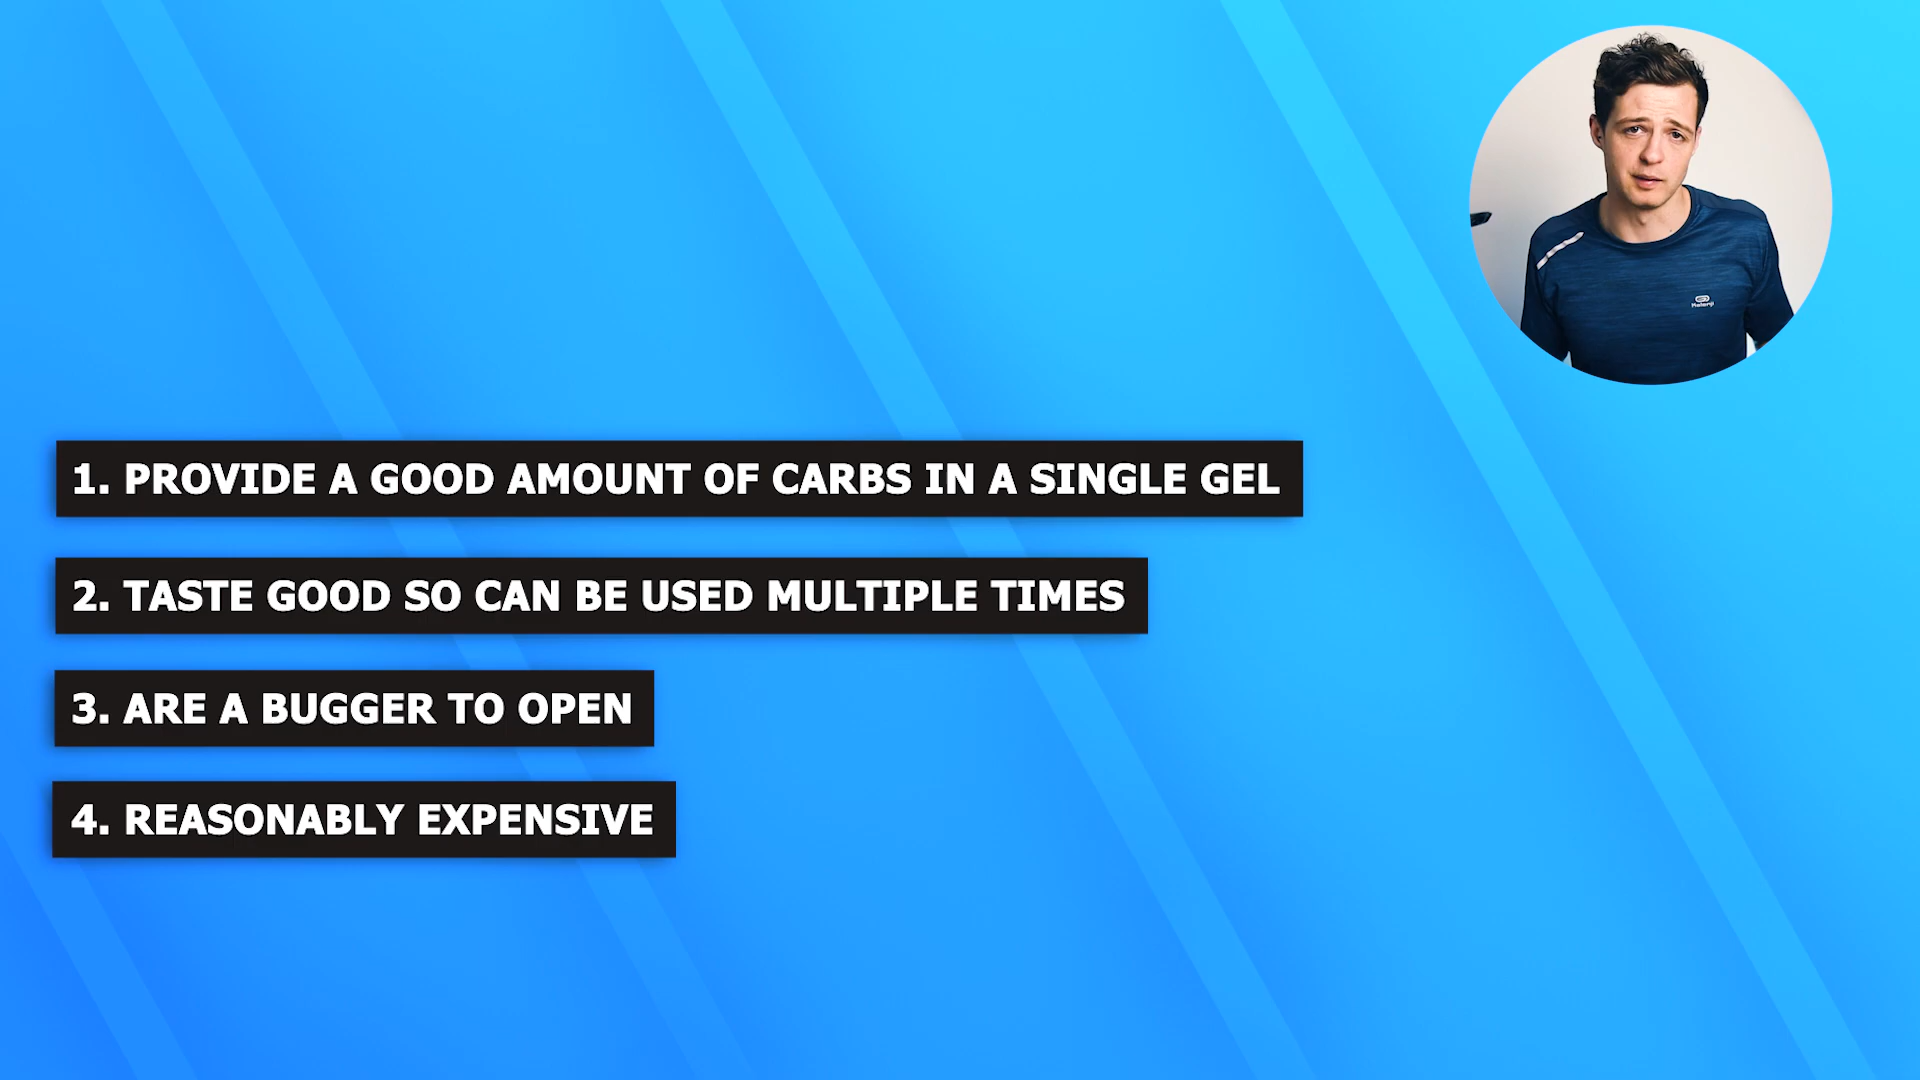 1. PROVIDE A GOOD AMOUNT OF CARBS IN A SINGLE GEL
2. TASTE GOOD SO CAN BE USED MULTIPLE TIMES
3. ARE A BUGGER TO OPEN
4. REASONABLY EXPENSIVE